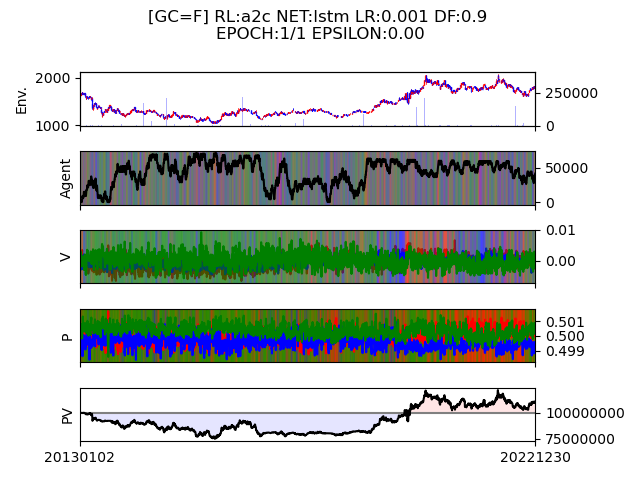 [GC=F] RL:a2c NET:lstm LR:0.001 DF:0.9
EPOCH:1/1 EPSILON:0.00
Env.
2000
1000
250000
0
Agent
50000
0
V
0.01
0.00
P
0.501
0.500
0.499
PV
100000000
75000000
20130102
20221230